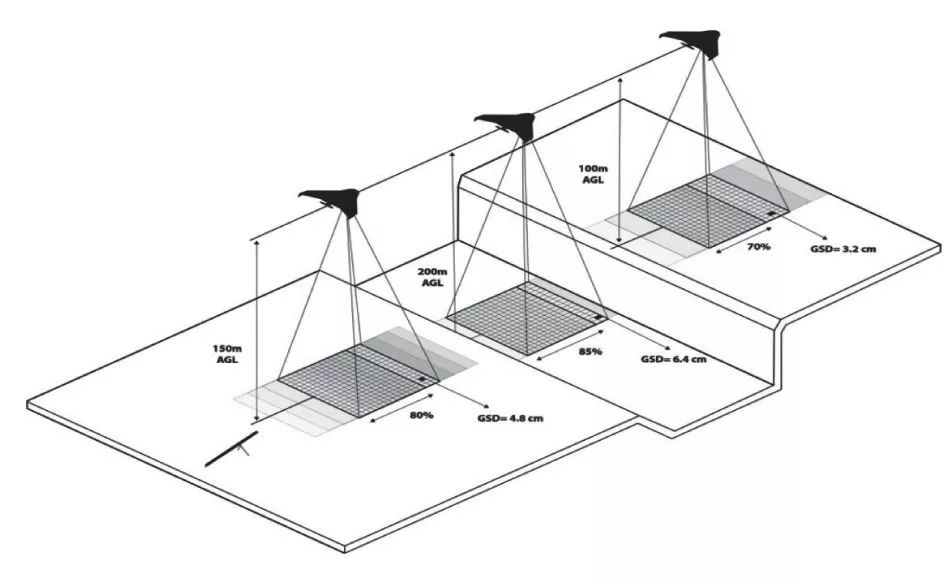 100m
AGL
70%
GSD= 3.2 cm
200m
AGL
85%
GSD= 6.4 cm
150m
AGL
80%
GSD= 4.8 cm